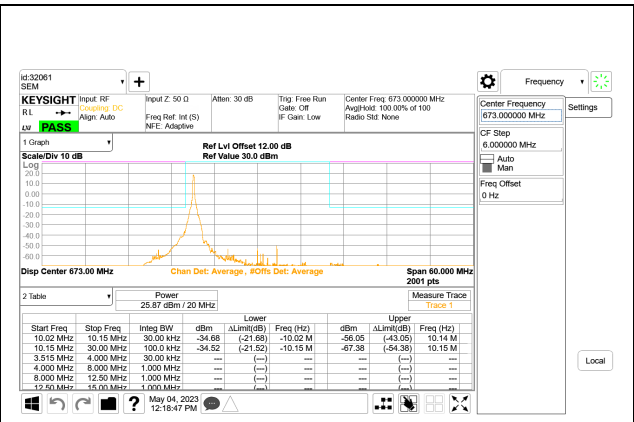 id:32061
SEM
Frequency
KEYSIGHT
R L
LXI
PASS
Input: RF
Coupling: DC
Align: Auto
Input Z: 50 Ω
Freq Ref: Int (S)
NFE: Adaptive
Atten: 30 dB
Trig: Free Run
Gate: Off
IF Gain: Low
Center Freq: 673.000000 MHz
Avg|Hold: 100.00% of 100
Radio Std: None
Center Frequency
673.000000 MHz
Settings
CF Step
6.000000 MHz
Auto
Man
Freq Offset
0 Hz
Local
1 Graph
Scale/Div 10 dB
Ref Lvl Offset 12.00 dB
Ref Value 30.0 dBm
Log
20.0
10.0
0.00
-10.0
-20.0
-30.0
-40.0
-50.0
-60.0
Disp Center 673.00 MHz
Chan Det: Average , #Offs Det: Average
Span 60.000 MHz
2001 pts
2 Table
Power
25.87 dBm / 20 MHz
Measure Trace
Trace 1
Lower Upper
Start Freq Stop Freq Integ BW dBm ΔLimit(dB) Freq (Hz) dBm ΔLimit(dB) Freq (Hz)
10.02 MHz 10.15 MHz 30.00 kHz -34.68 (-21.68) -10.02 M -56.05 (-43.05) 10.14 M
10.15 MHz 30.00 MHz 100.0 kHz -34.52 (-21.52) -10.15 M -67.38 (-54.38) 10.15 M
3.515 MHz 4.000 MHz 30.00 kHz --- (---) --- --- (---) ---
4.000 MHz 8.000 MHz 1.000 MHz --- (---) --- --- (---) ---
8.000 MHz 12.50 MHz 1.000 MHz --- (---) --- --- (---) ---
12.50 MHz 15.00 MHz 1.000 MHz --- (---) --- --- (---) ---
?
May 04, 2023
12:18:47 PM